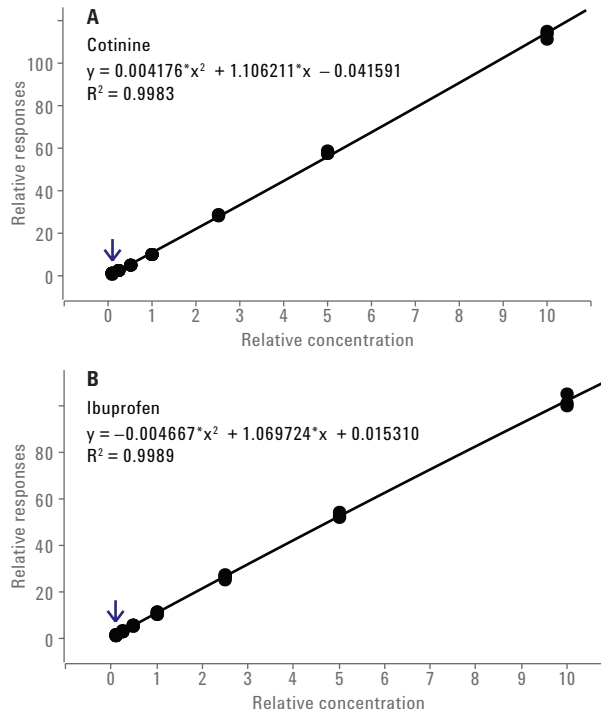 A
Cotinine
y = 0.004176*x² + 1.106211*x – 0.041591
R² = 0.9983
Relative responses
100
80
60
40
20
0
0 1 2 3 4 5 6 7 8 9 10
Relative concentration
B
Ibuprofen
y = –0.004667*x² + 1.069724*x + 0.015310
R² = 0.9989
Relative responses
80
60
40
20
0
0 1 2 3 4 5 6 7 8 9 10
Relative concentration